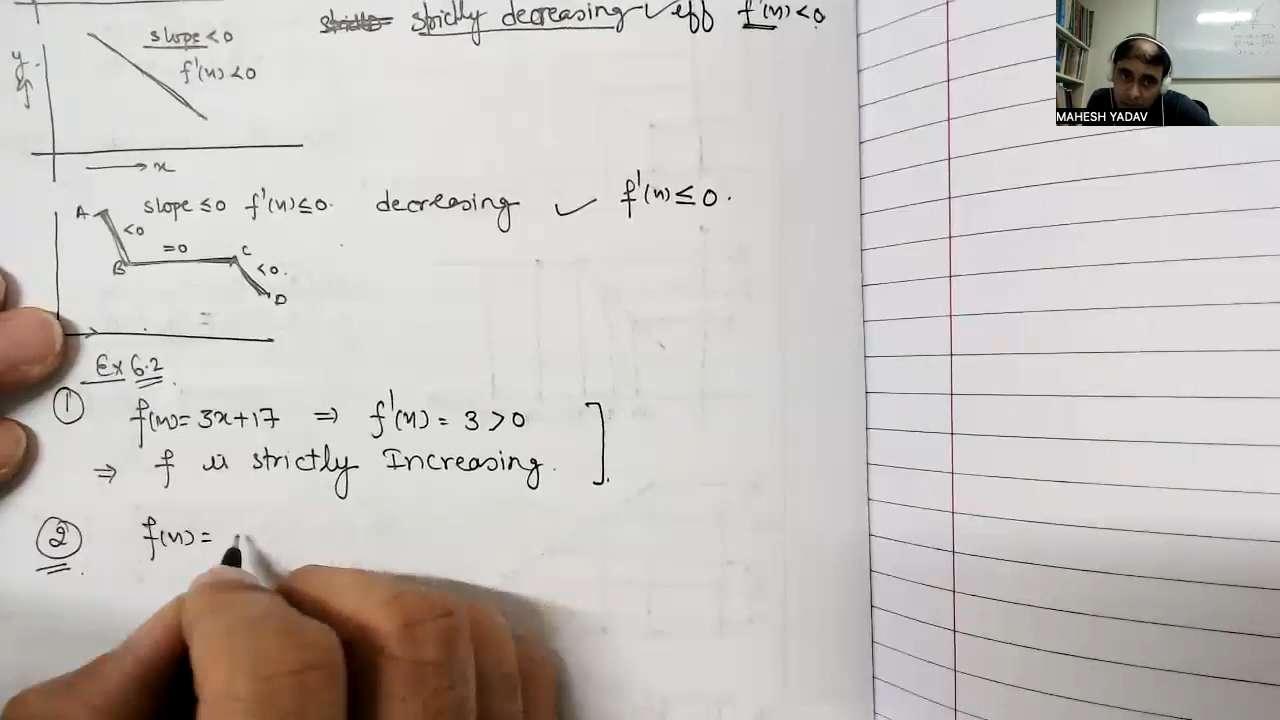 strictly decreasing ✓ iff f'(x) < 0
slope < 0
f'(x) < 0
y
→ x
slope ≤ 0 f'(x) ≤ 0. decreasing ✓ f'(x) ≤ 0.
A
< 0
= 0
B
C
< 0.
D
Ex 6.2
① f(x) = 3x+17 ⇒ f'(x) = 3 > 0
⇒ f is strictly Increasing.
② f(x) =
MAHESH YADAV